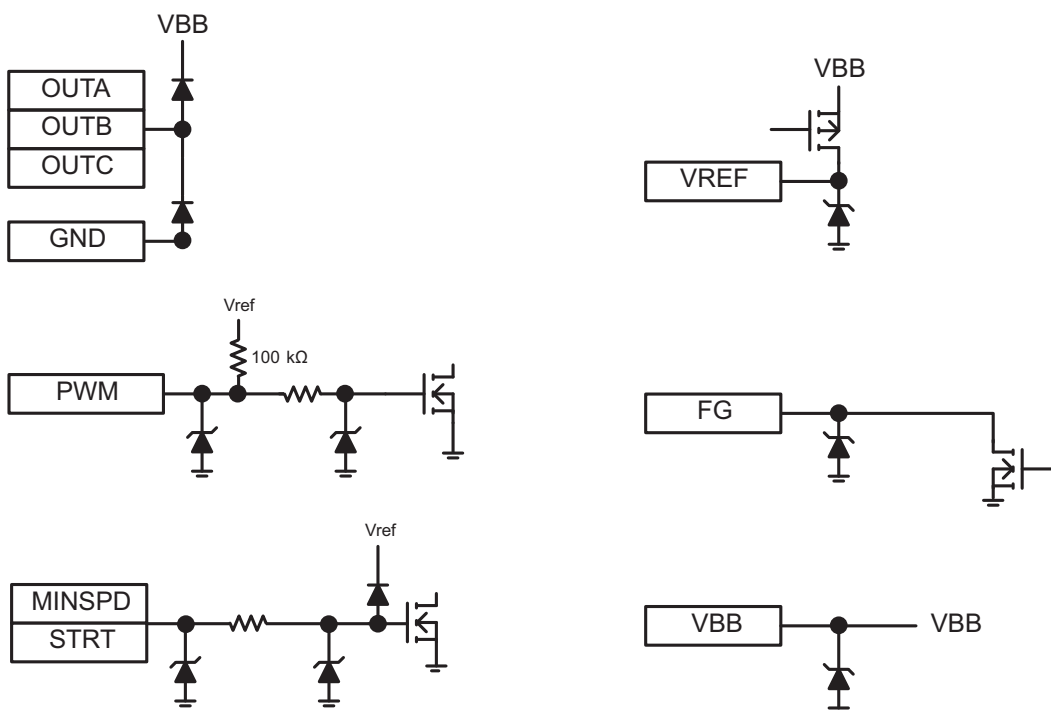 VBB
OUTA
OUTB
OUTC
GND
VBB
VREF
Vref
100 kΩ
PWM
FG
Vref
MINSPD
STRT
VBB
VBB